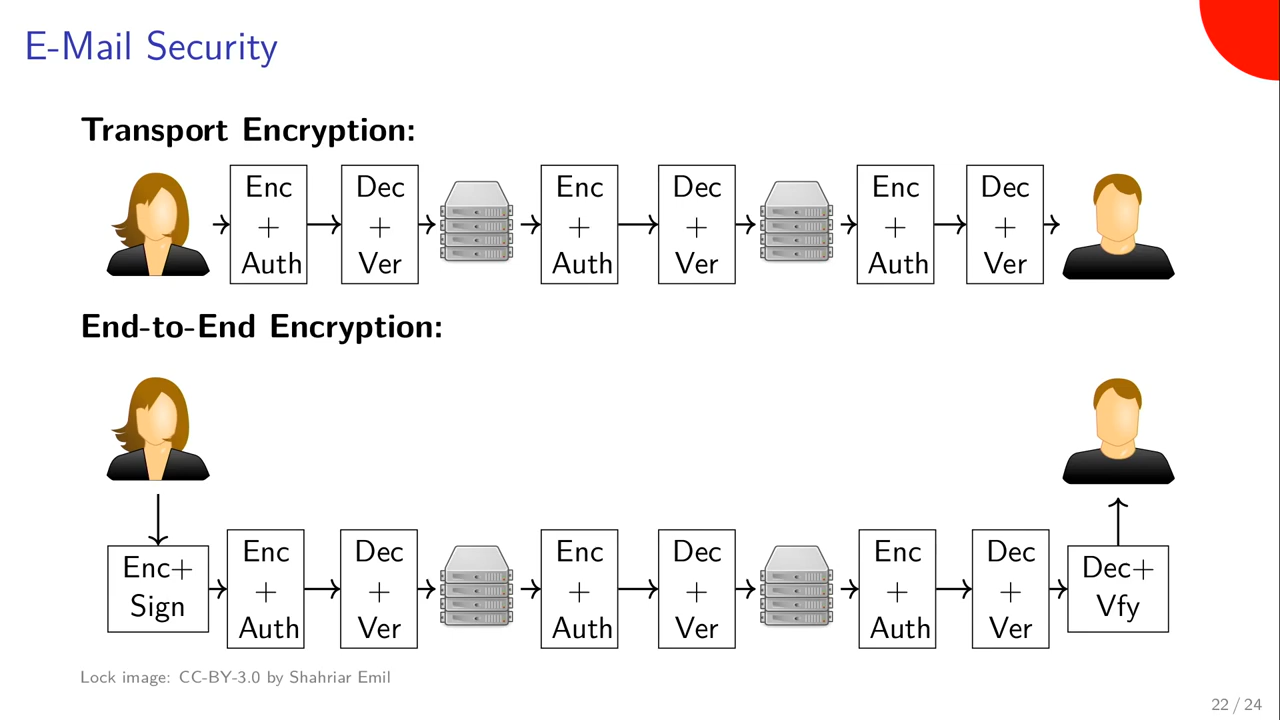 E-Mail Security
Transport Encryption:
Enc
+
Auth
Dec
+
Ver
Enc
+
Auth
Dec
+
Ver
Enc
+
Auth
Dec
+
Ver
End-to-End Encryption:
Enc+
Sign
Enc
+
Auth
Dec
+
Ver
Enc
+
Auth
Dec
+
Ver
Enc
+
Auth
Dec
+
Ver
Dec+
Vfy
Lock image: CC-BY-3.0 by Shahriar Emil
22 / 24